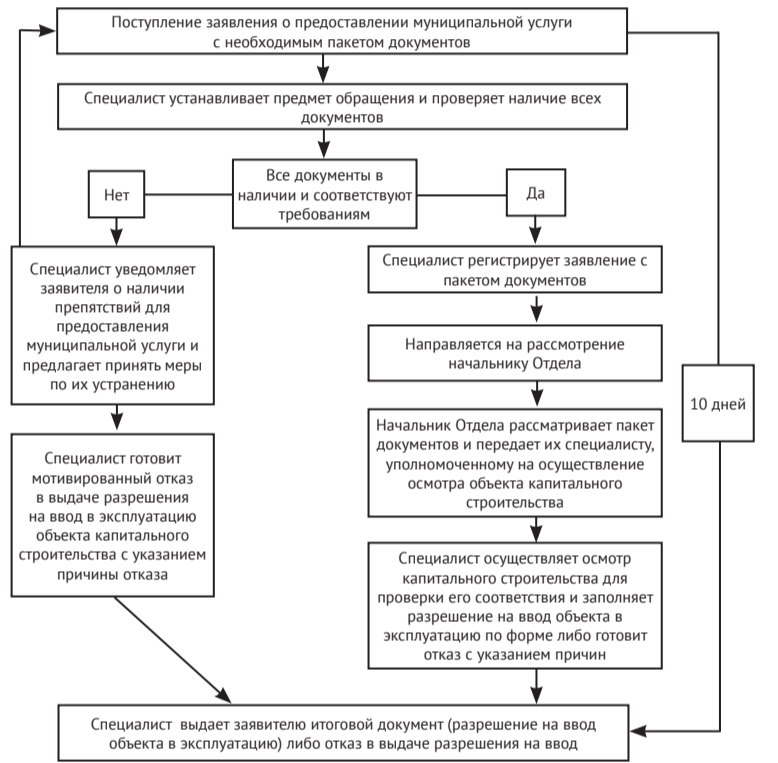 Поступление заявления о предоставлении муниципальной услуги
с необходимым пакетом документов
Специалист устанавливает предмет обращения и проверяет наличие всех
документов
Все документы в
наличии и соответствуют
требованиям
Нет
Да
Специалист уведомляет
заявителя о наличии
препятствий для
предоставления
муниципальной услуги и
предлагает принять меры
по их устранению
Специалист готовит
мотивированный отказ
в выдаче разрешения
на ввод в эксплуатацию
объекта капитального
строительства с указанием
причины отказа
Специалист регистрирует заявление с
пакетом документов
Направляется на рассмотрение
начальнику Отдела
Начальник Отдела рассматривает пакет
документов и передает их специалисту,
уполномоченному на осуществление
осмотра объекта капитального
строительства
Специалист осуществляет осмотр
капитального строительства для
проверки его соответствия и заполняет
разрешение на ввод объекта в
эксплуатацию по форме либо готовит
отказ с указанием причин
10 дней
Специалист выдает заявителю итоговой документ (разрешение на ввод
объекта в эксплуатацию) либо отказ в выдаче разрешения на ввод